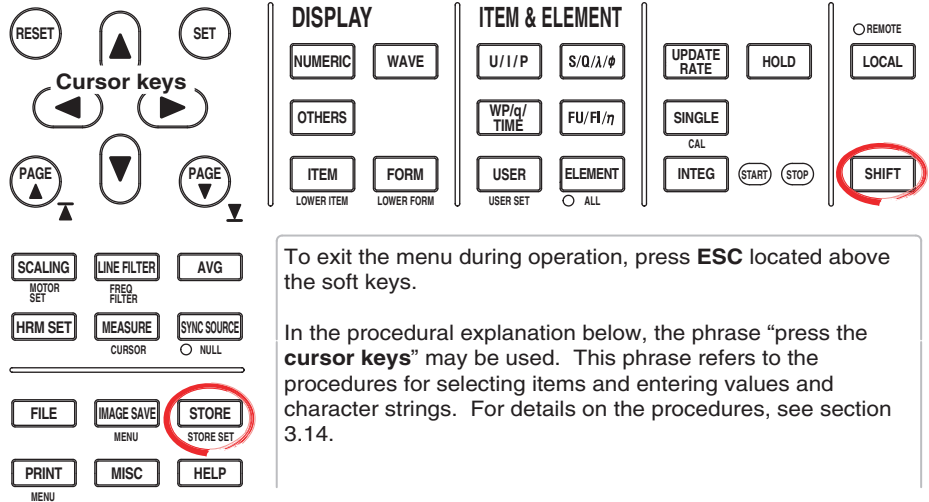 RESET
SET
Cursor keys
PAGE
PAGE
DISPLAY
NUMERIC
WAVE
OTHERS
ITEM
FORM
LOWER ITEM
LOWER FORM
ITEM & ELEMENT
U/I/P
S/Q/λ/ϕ
WP/q/
TIME
FU/FI/η
USER
ELEMENT
USER SET
ALL
UPDATE
RATE
HOLD
SINGLE
CAL
INTEG
START
STOP
REMOTE
LOCAL
SHIFT
SCALING
LINE FILTER
AVG
MOTOR
SET
FREQ
FILTER
HRM SET
MEASURE
SYNC SOURCE
CURSOR
NULL
FILE
IMAGE SAVE
STORE
MENU
STORE SET
PRINT
MISC
HELP
MENU
To exit the menu during operation, press ESC located above
the soft keys.
In the procedural explanation below, the phrase “press the
cursor keys” may be used. This phrase refers to the
procedures for selecting items and entering values and
character strings. For details on the procedures, see section
3.14.